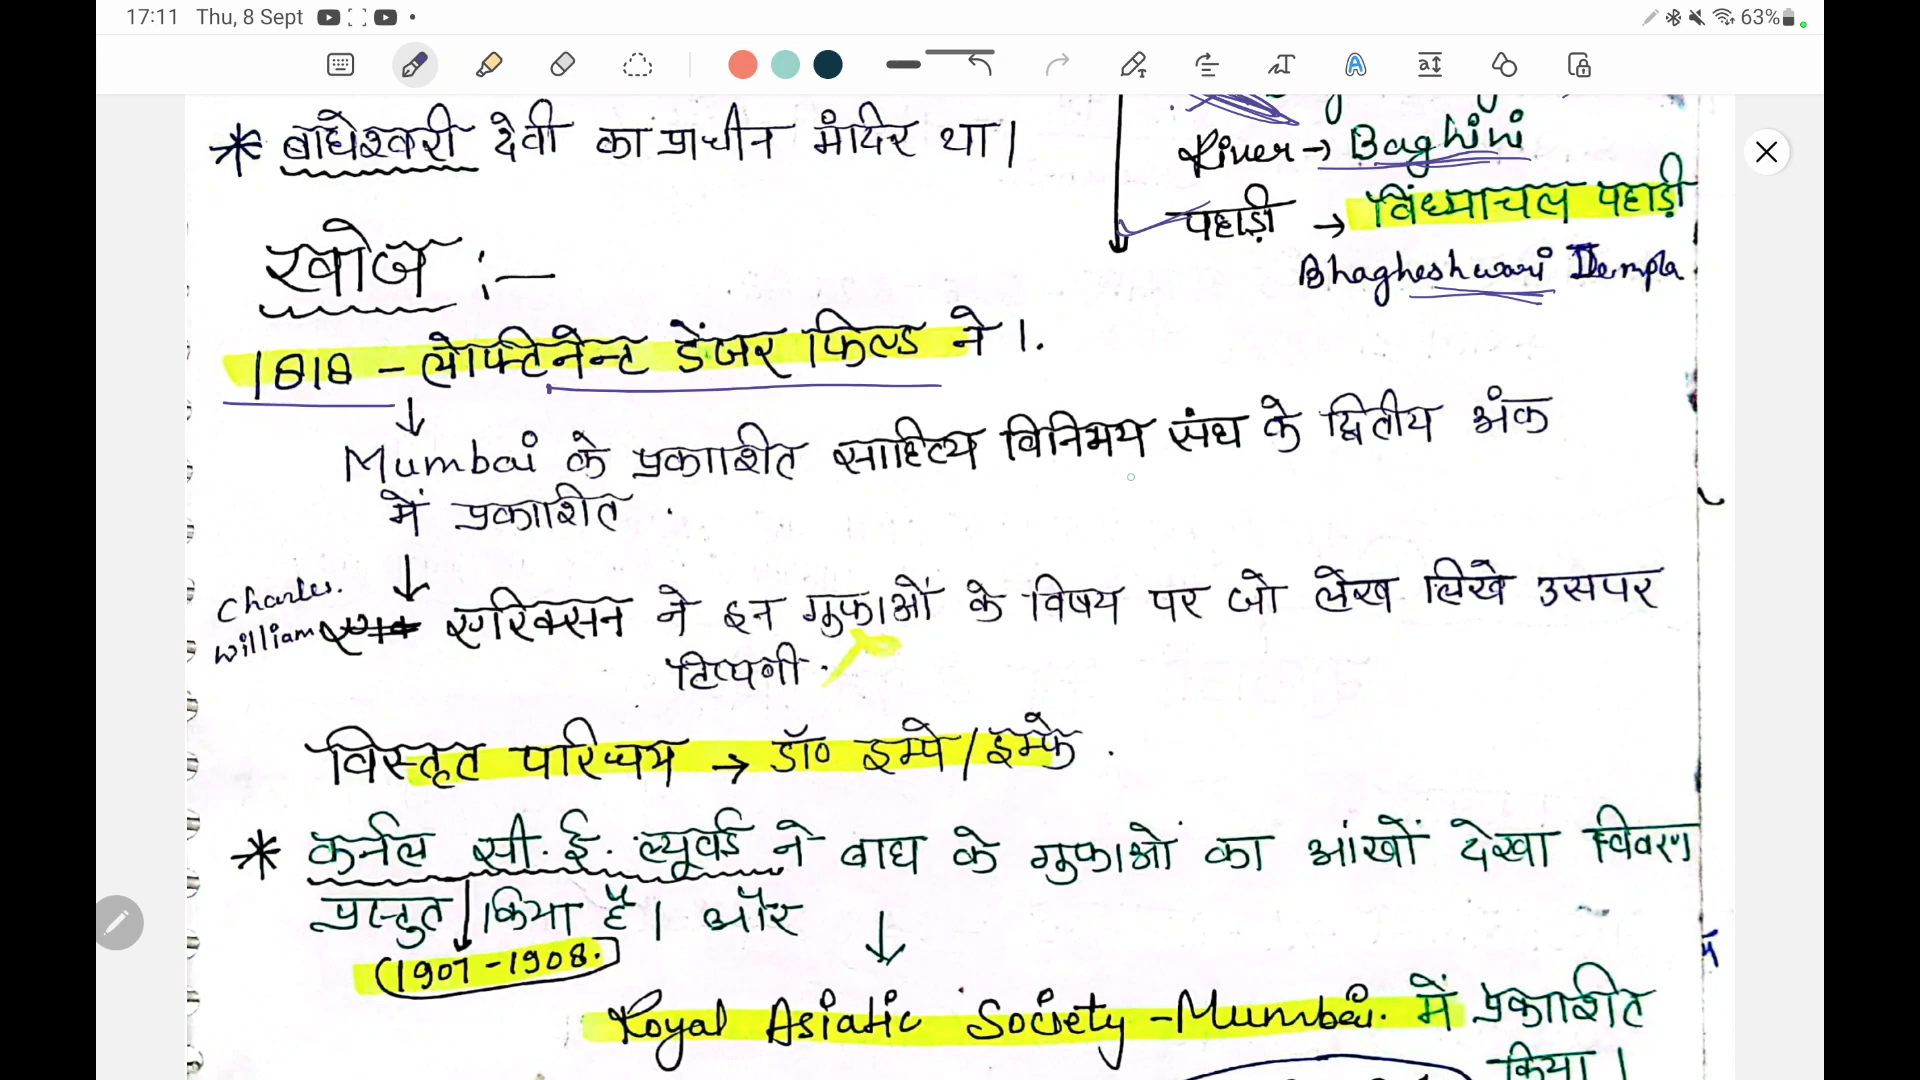 17:11 Thu, 8 Sept
63%
* बाघेश्वरी देवी का प्राचीन मंदिर था।
River → Baghini
पहाड़ी → विंध्याचल पहाड़ी
Bhagheshwari Templa
खोज :—
1818 – लेफ्टिनेन्ट डेंजर फिल्ड ने ।.
↓
Mumbai के प्रकाशित साहित्य विनिमय संघ के द्वितीय अंक
में प्रकाशित .
↓
Charles.
william एरिक्सन ने इन गुफाओं के विषय पर जो लेख लिखे उसपर
टिप्पणी .
विस्तृत परिचय → डॉ० इम्पे/इम्फे .
* कर्नल सी.ई. ल्यूवर्ड ने बाघ के गुफाओं का आंखों देखा विवरण
प्रस्तुत किया है। और
(1907-1908.)
↓
Royal Asiatic Society - Mumbai. में प्रकाशित
किया।